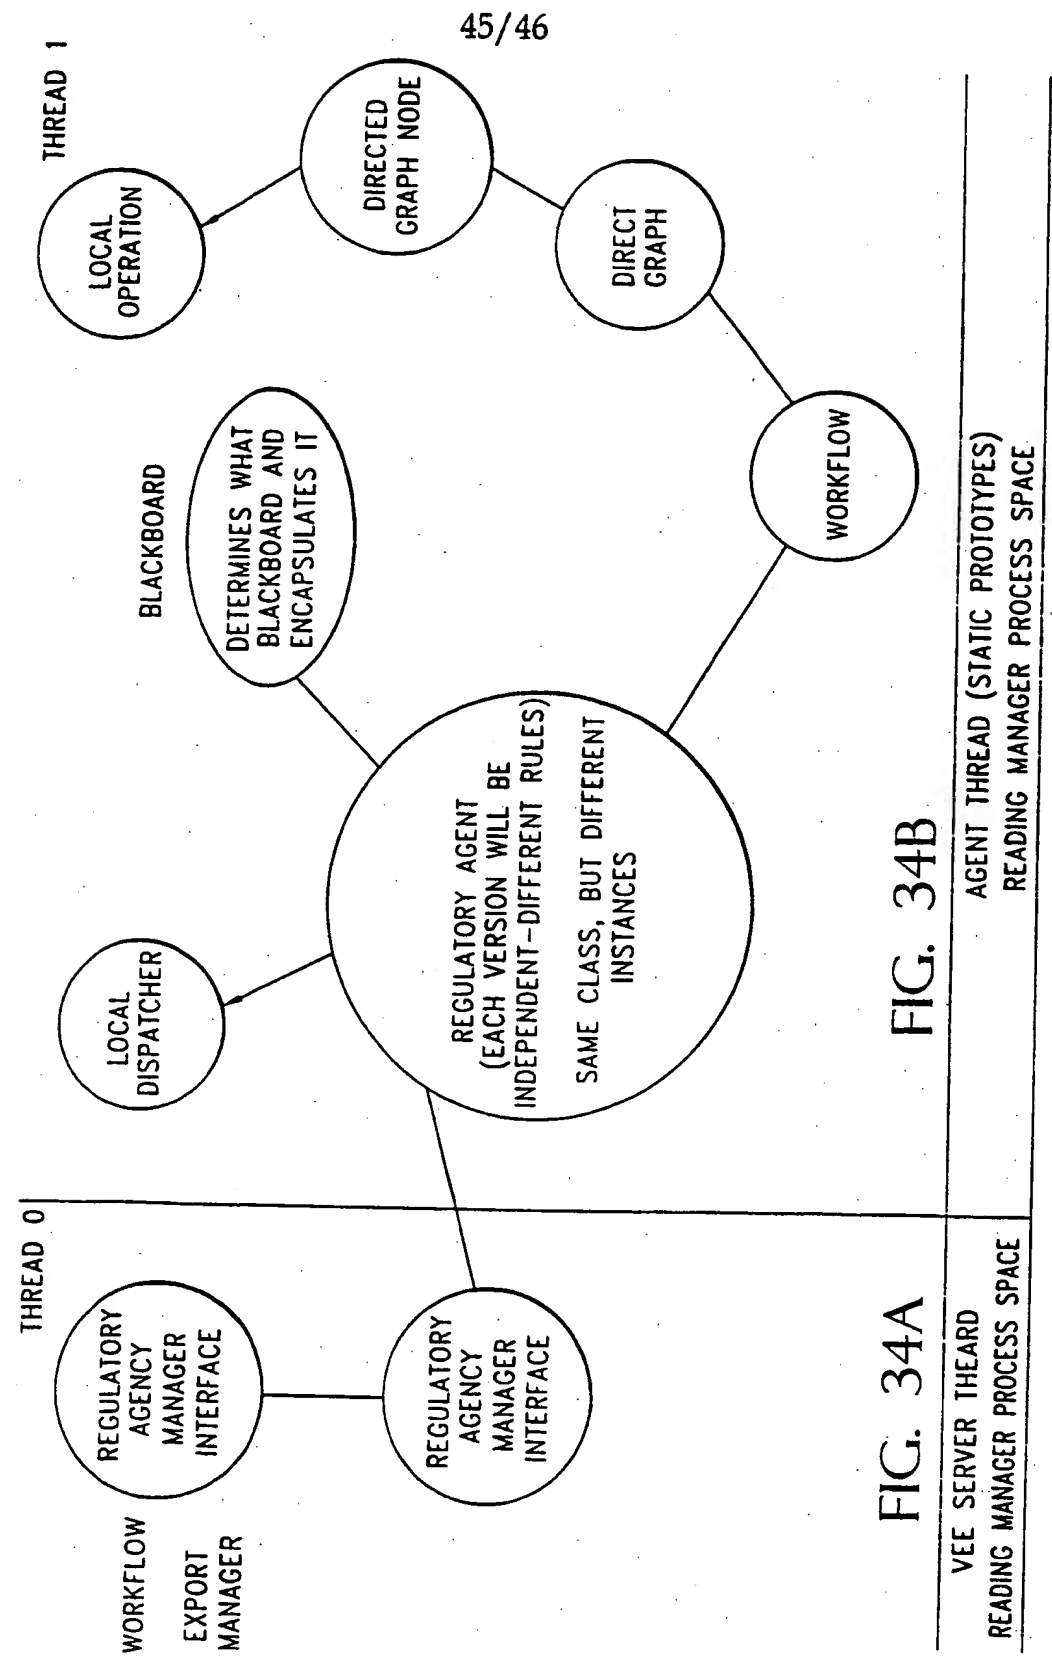 45/46
THREAD 0
WORKFLOW
EXPORT
MANAGER
REGULATORY
AGENCY
MANAGER
INTERFACE
REGULATORY
AGENCY
MANAGER
INTERFACE
FIG. 34A
VEE SERVER THEARD
READING MANAGER PROCESS SPACE
THREAD 1
LOCAL
DISPATCHER
REGULATORY AGENT
(EACH VERSION WILL BE
INDEPENDENT-DIFFERENT RULES)
SAME CLASS, BUT DIFFERENT
INSTANCES
BLACKBOARD
DETERMINES WHAT
BLACKBOARD AND
ENCAPSULATES IT
LOCAL
OPERATION
DIRECTED
GRAPH NODE
DIRECT
GRAPH
WORKFLOW
FIG. 34B
AGENT THREAD (STATIC PROTOTYPES)
READING MANAGER PROCESS SPACE